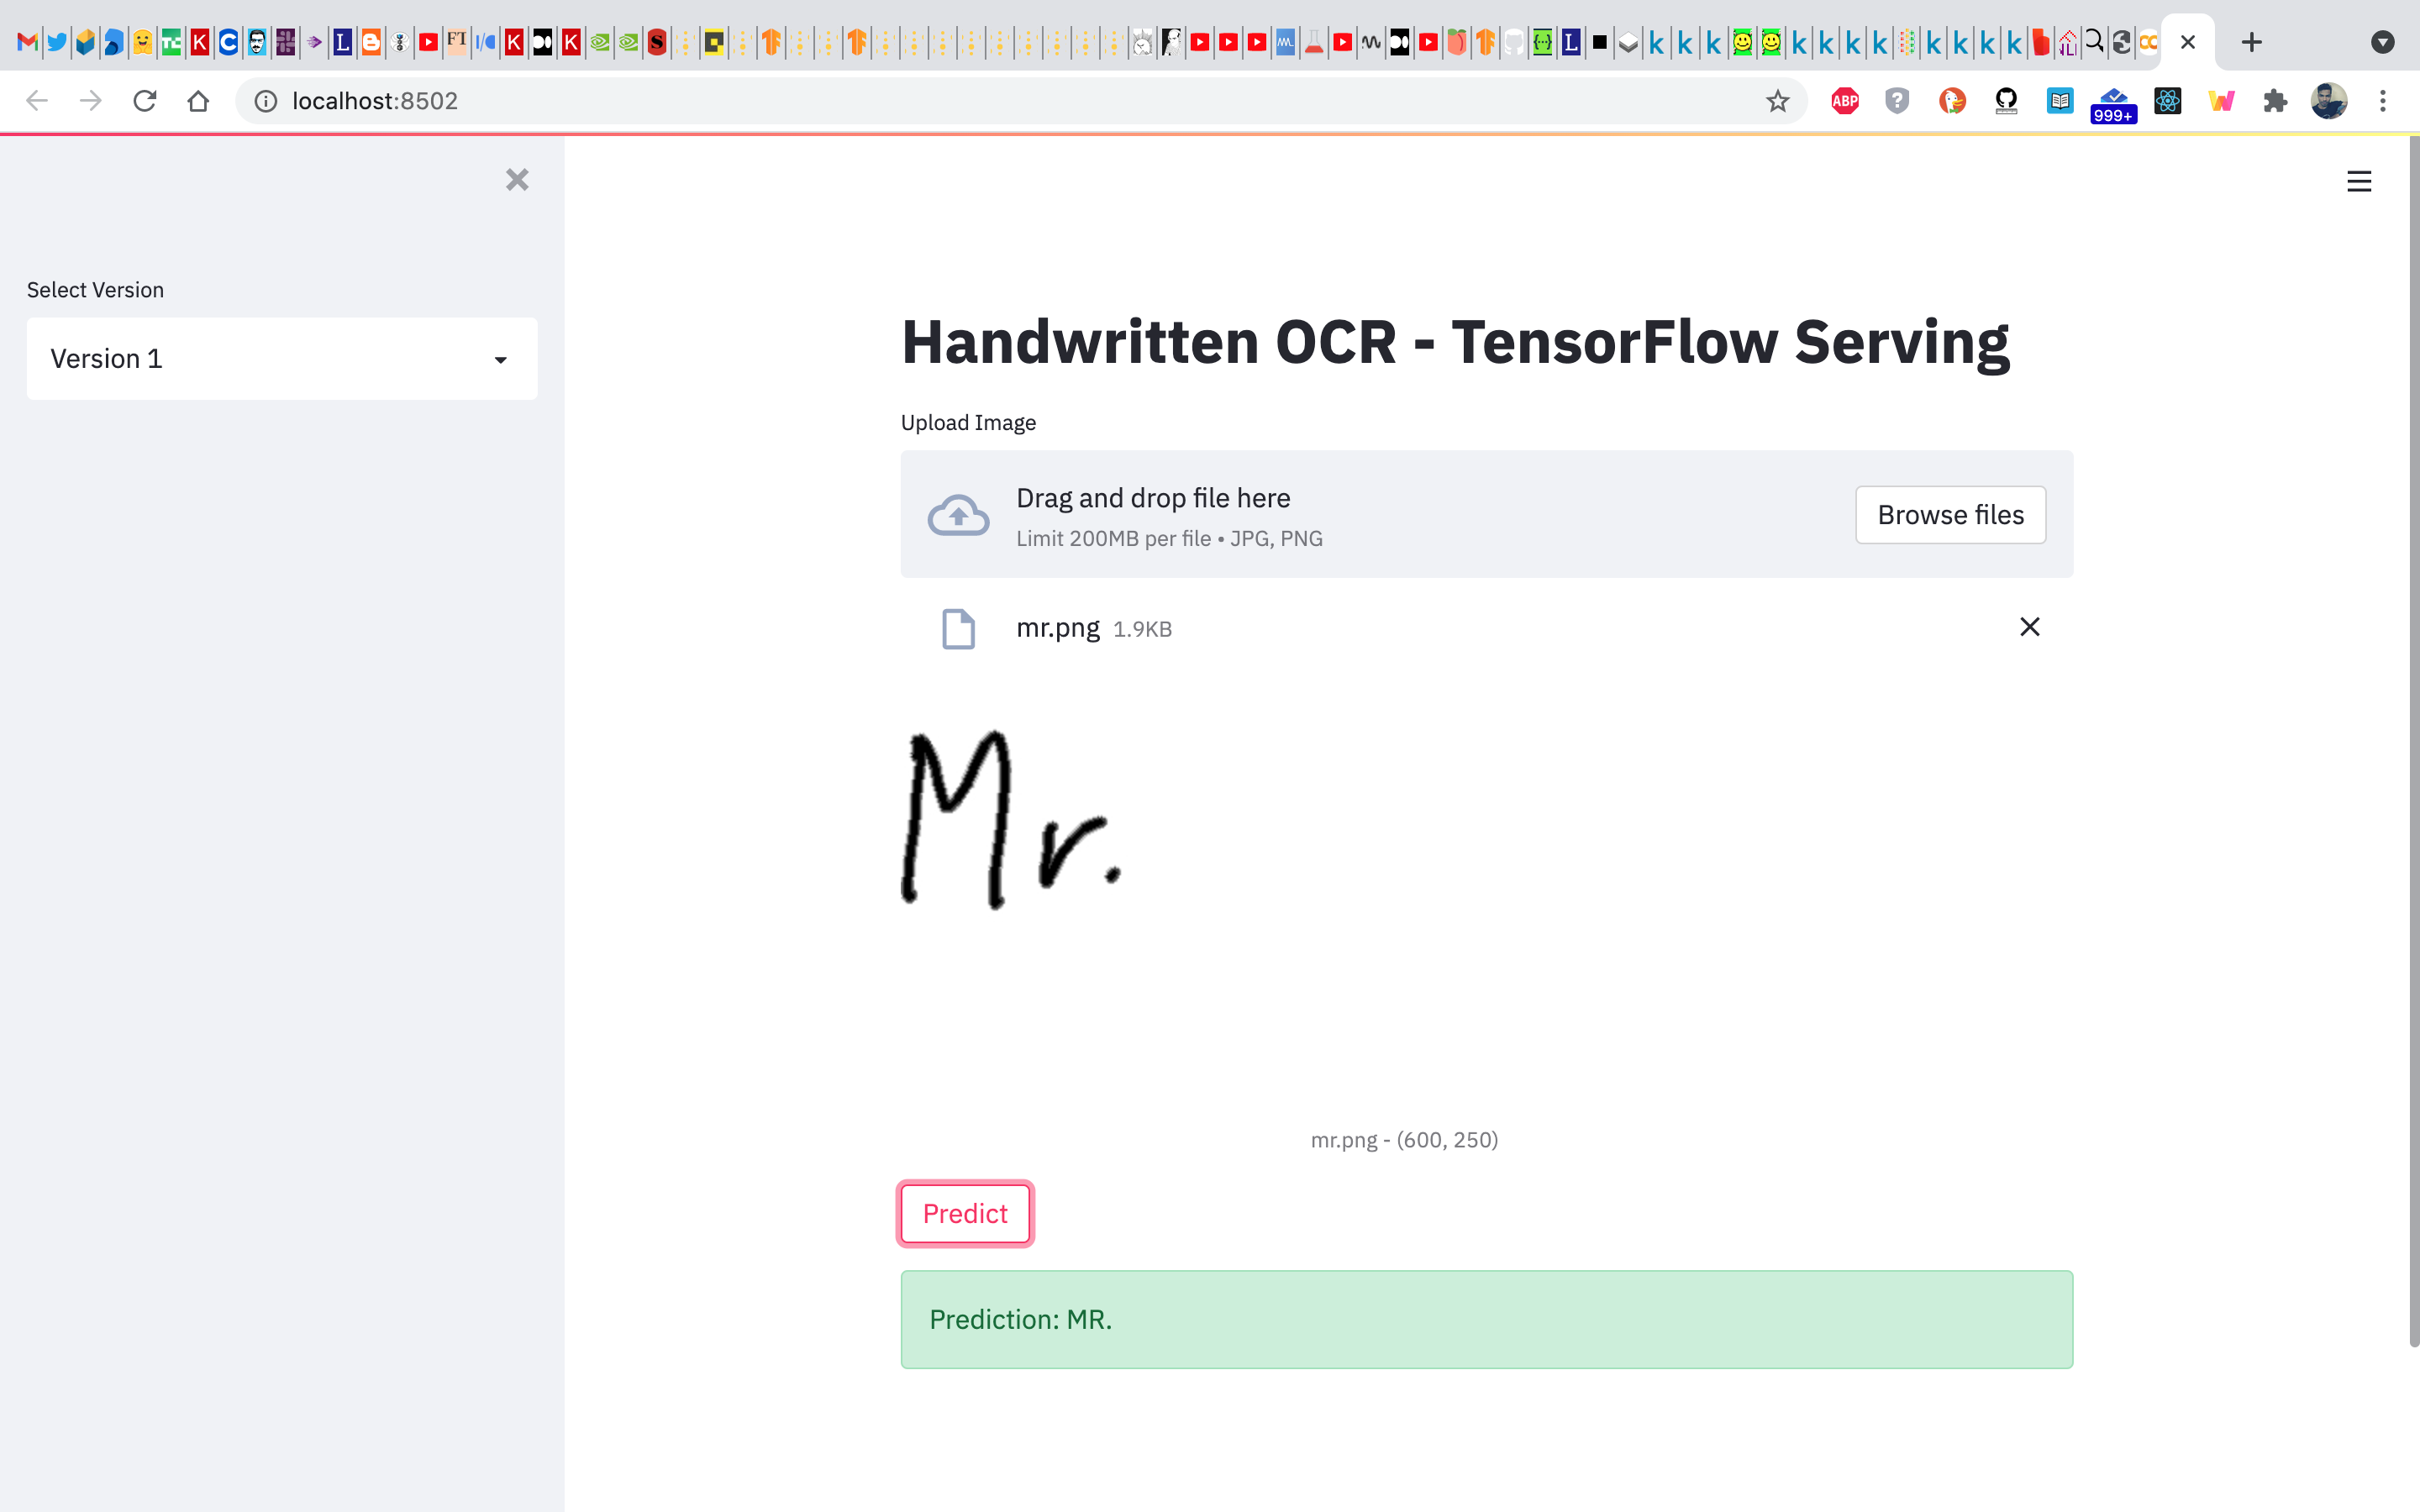 localhost:8502
999+
Select Version
Version 1
Handwritten OCR - TensorFlow Serving
Upload Image
Drag and drop file here
Limit 200MB per file • JPG, PNG
Browse files
mr.png 1.9KB
Mr.
mr.png - (600, 250)
Predict
Prediction: MR.